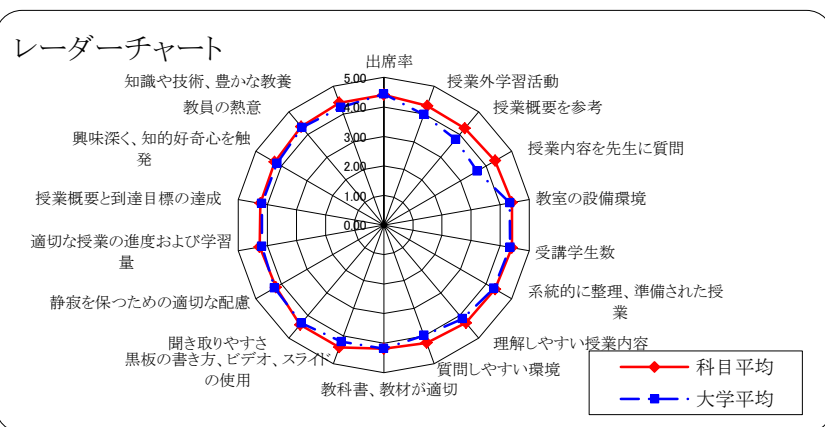 レーダーチャート
出席率
授業外学習活動
授業概要を参考
授業内容を先生に質問
教室の設備環境
受講学生数
系統的に整理、準備された授
業
理解しやすい授業内容
質問しやすい環境
教科書、教材が適切
黒板の書き方、ビデオ、スライド
の使用
聞き取りやすさ
静寂を保つための適切な配慮
適切な授業の進度および学習
量
授業概要と到達目標の達成
興味深く、知的好奇心を触
発
教員の熱意
知識や技術、豊かな教養
5.00
4.00
3.00
2.00
1.00
0.00
科目平均
大学平均